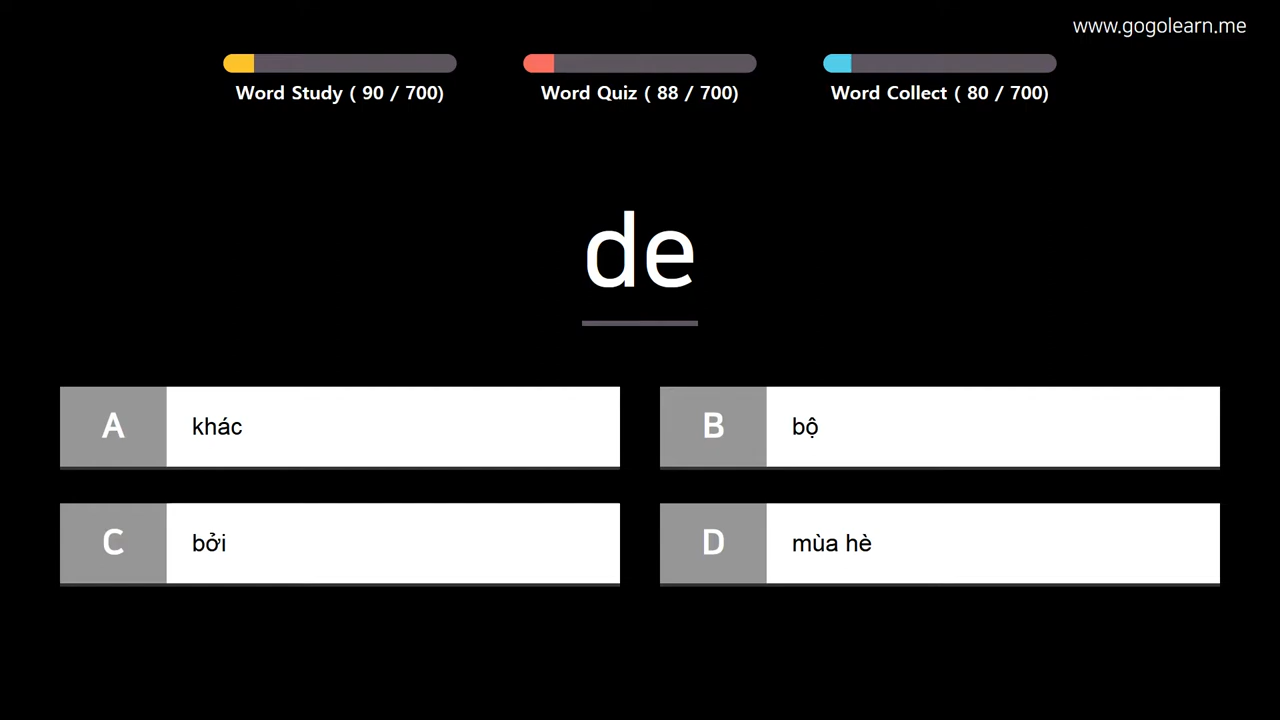 www.gogolearn.me
Word Study ( 90 / 700)
Word Quiz ( 88 / 700)
Word Collect ( 80 / 700)
de
A khác
B bộ
C bởi
D mùa hè